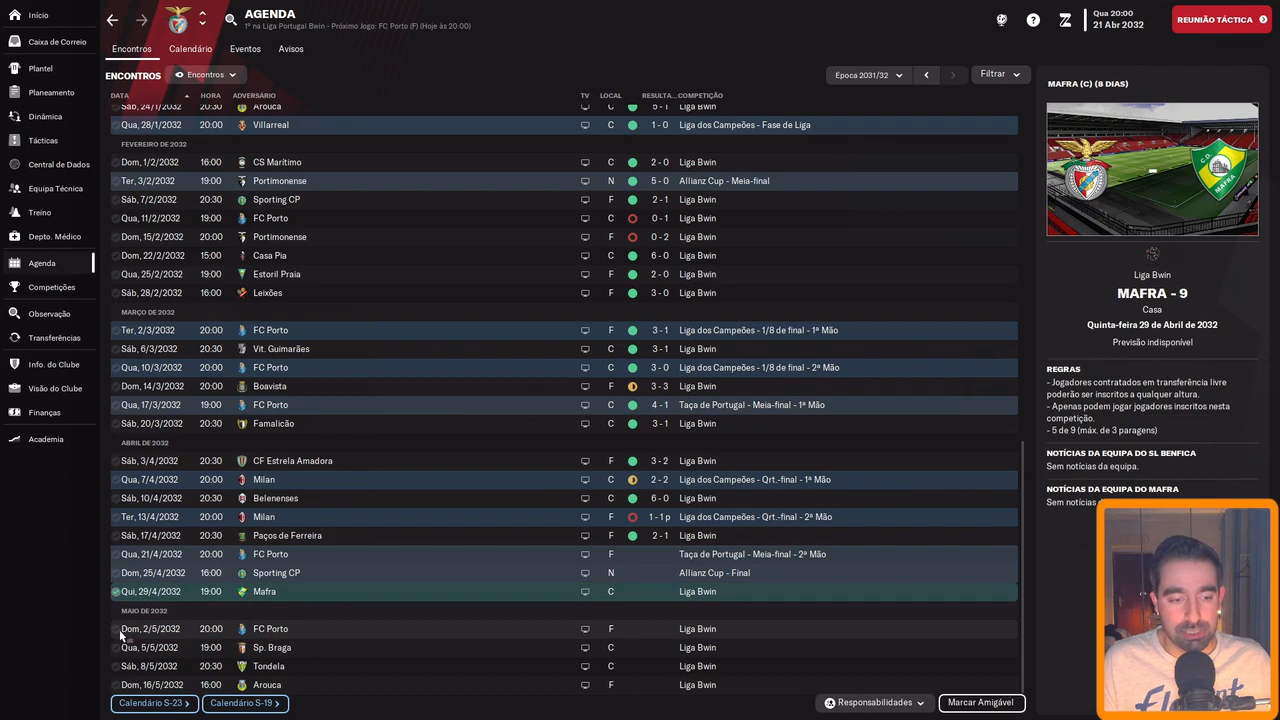 Início
Caixa de Correio
Plantel
Planeamento
Dinâmica
Tácticas
Central de Dados
Equipa Técnica
Treino
Depto. Médico
Agenda
Competições
Observação
Transferências
Info. do Clube
Visão do Clube
Finanças
Academia
AGENDA
1º na Liga Portugal Bwin - Próximo Jogo: FC Porto (F) (Hoje às 20:00)
Qua 20:00
21 Abr 2032
REUNIÃO TÁCTICA
Encontros Calendário Eventos Avisos
ENCONTROS Encontros Época 2031/32 Filtrar
DATA HORA ADVERSÁRIO TV LOCAL RESULTA... COMPETIÇÃO
Sáb, 24/1/2032 20:30 Arouca C 5 - 1 Liga Bwin
Qua, 28/1/2032 20:00 Villarreal C 1 - 0 Liga dos Campeões - Fase de Liga
FEVEREIRO DE 2032
Dom, 1/2/2032 16:00 CS Marítimo C 2 - 0 Liga Bwin
Ter, 3/2/2032 19:00 Portimonense N 5 - 0 Allianz Cup - Meia-final
Sáb, 7/2/2032 20:30 Sporting CP F 2 - 1 Liga Bwin
Qua, 11/2/2032 19:00 FC Porto C 0 - 1 Liga Bwin
Dom, 15/2/2032 20:00 Portimonense F 0 - 2 Liga Bwin
Dom, 22/2/2032 15:00 Casa Pia C 6 - 0 Liga Bwin
Qua, 25/2/2032 19:00 Estoril Praia F 2 - 0 Liga Bwin
Sáb, 28/2/2032 16:00 Leixões F 3 - 0 Liga Bwin
MARÇO DE 2032
Ter, 2/3/2032 20:00 FC Porto F 3 - 1 Liga dos Campeões - 1/8 de final - 1ª Mão
Sáb, 6/3/2032 20:30 Vit. Guimarães C 3 - 1 Liga Bwin
Qua, 10/3/2032 20:00 FC Porto C 3 - 0 Liga dos Campeões - 1/8 de final - 2ª Mão
Dom, 14/3/2032 20:00 Boavista F 3 - 3 Liga Bwin
Qua, 17/3/2032 19:00 FC Porto C 4 - 1 Taça de Portugal - Meia-final - 1ª Mão
Sáb, 20/3/2032 20:30 Famalicão C 3 - 1 Liga Bwin
ABRIL DE 2032
Sáb, 3/4/2032 20:30 CF Estrela Amadora F 3 - 2 Liga Bwin
Qua, 7/4/2032 20:00 Milan C 2 - 2 Liga dos Campeões - Qrt.-final - 1ª Mão
Sáb, 10/4/2032 20:30 Belenenses C 6 - 0 Liga Bwin
Ter, 13/4/2032 20:00 Milan F 1 - 1 p Liga dos Campeões - Qrt.-final - 2ª Mão
Sáb, 17/4/2032 20:30 Paços de Ferreira F 2 - 1 Liga Bwin
Qua, 21/4/2032 20:00 FC Porto F Taça de Portugal - Meia-final - 2ª Mão
Dom, 25/4/2032 16:00 Sporting CP N Allianz Cup - Final
Qui, 29/4/2032 19:00 Mafra C Liga Bwin
MAIO DE 2032
Dom, 2/5/2032 20:00 FC Porto F Liga Bwin
Qua, 5/5/2032 19:00 Sp. Braga C Liga Bwin
Sáb, 8/5/2032 20:30 Tondela C Liga Bwin
Dom, 16/5/2032 16:00 Arouca F Liga Bwin
Calendário S-23 Calendário S-19 Responsabilidades Marcar Amigável
MAFRA (C) (8 DIAS)
Liga Bwin
MAFRA - 9
Casa
Quinta-feira 29 de Abril de 2032
Previsão indisponível
REGRAS
- Jogadores contratados em transferência livre
poderão ser inscritos a qualquer altura.
- Apenas podem jogar jogadores inscritos nesta
competição.
- 5 de 9 (máx. de 3 paragens)
NOTÍCIAS DA EQUIPA DO SL BENFICA
Sem notícias da equipa.
NOTÍCIAS DA EQUIPA DO MAFRA
Sem notícias